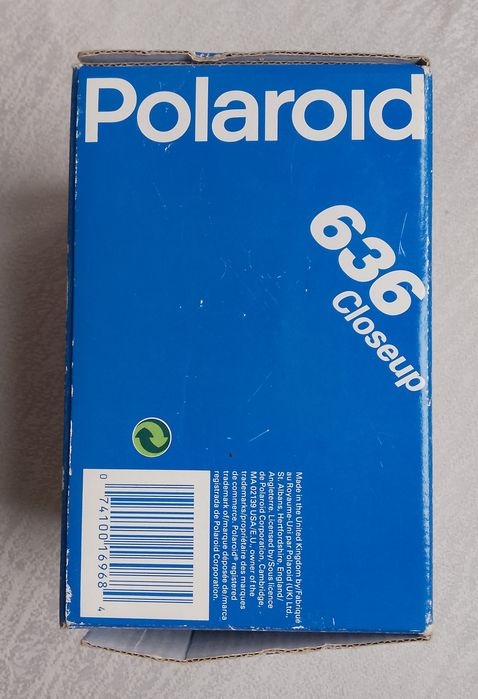 Polaroid
636
Closeup
Made in the United Kingdom by/Fabriqué
au Royaume-Uni par Polaroid (UK) Ltd.,
St. Albans, Hertfordshire, England/
Angleterre. Licensed by/Sous licence
de Polaroid Corporation, Cambridge,
MA 02139 USA/E.U. owner of the
trademarks/propriétaire des marques
de commerce. Polaroid® registered
trademark of/marque déposée de/marca
registrada de Polaroid Corporation.
0 74100 16968 4